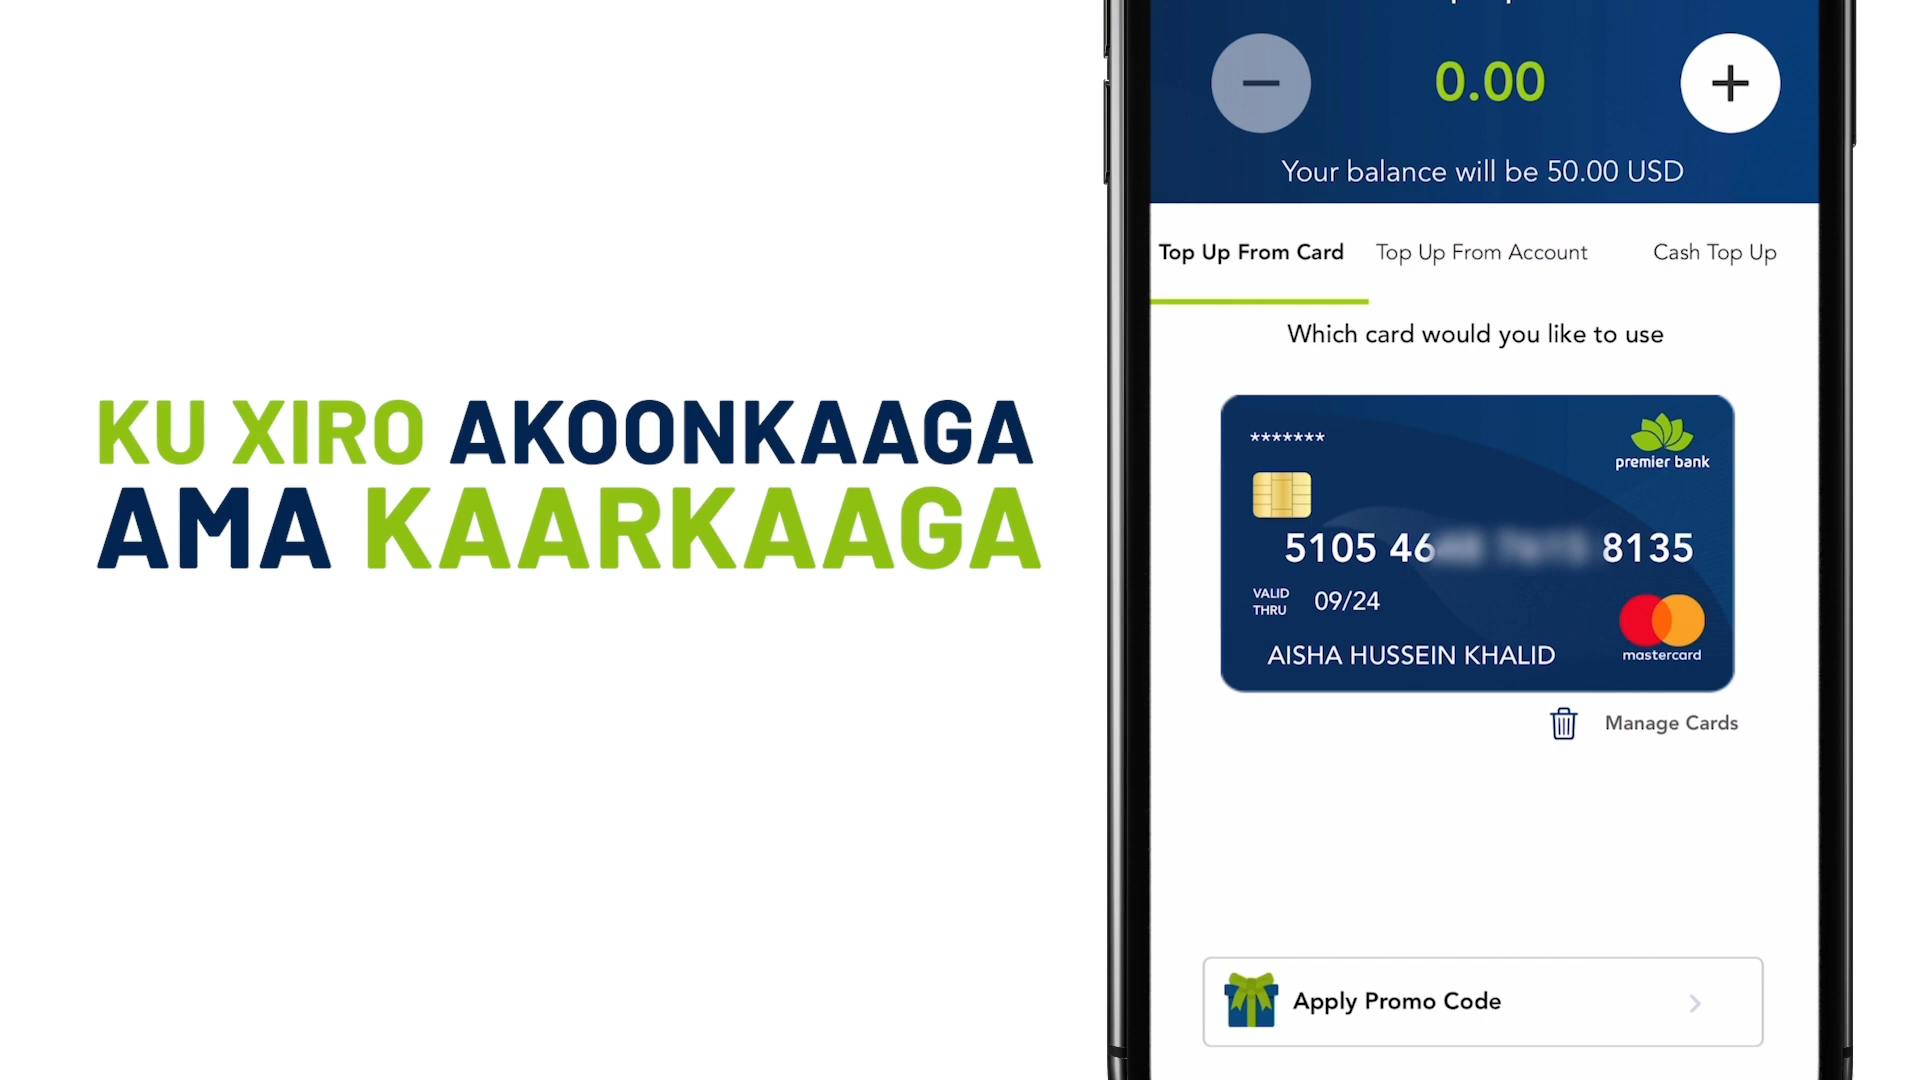 KU XIRO AKOONKAAGA
AMA KAARKAAGA
0.00
Your balance will be 50.00 USD
Top Up From Card
Top Up From Account
Cash Top Up
Which card would you like to use
*******
premier bank
5105 46 8135
VALID THRU 09/24
AISHA HUSSEIN KHALID
mastercard
Manage Cards
Apply Promo Code